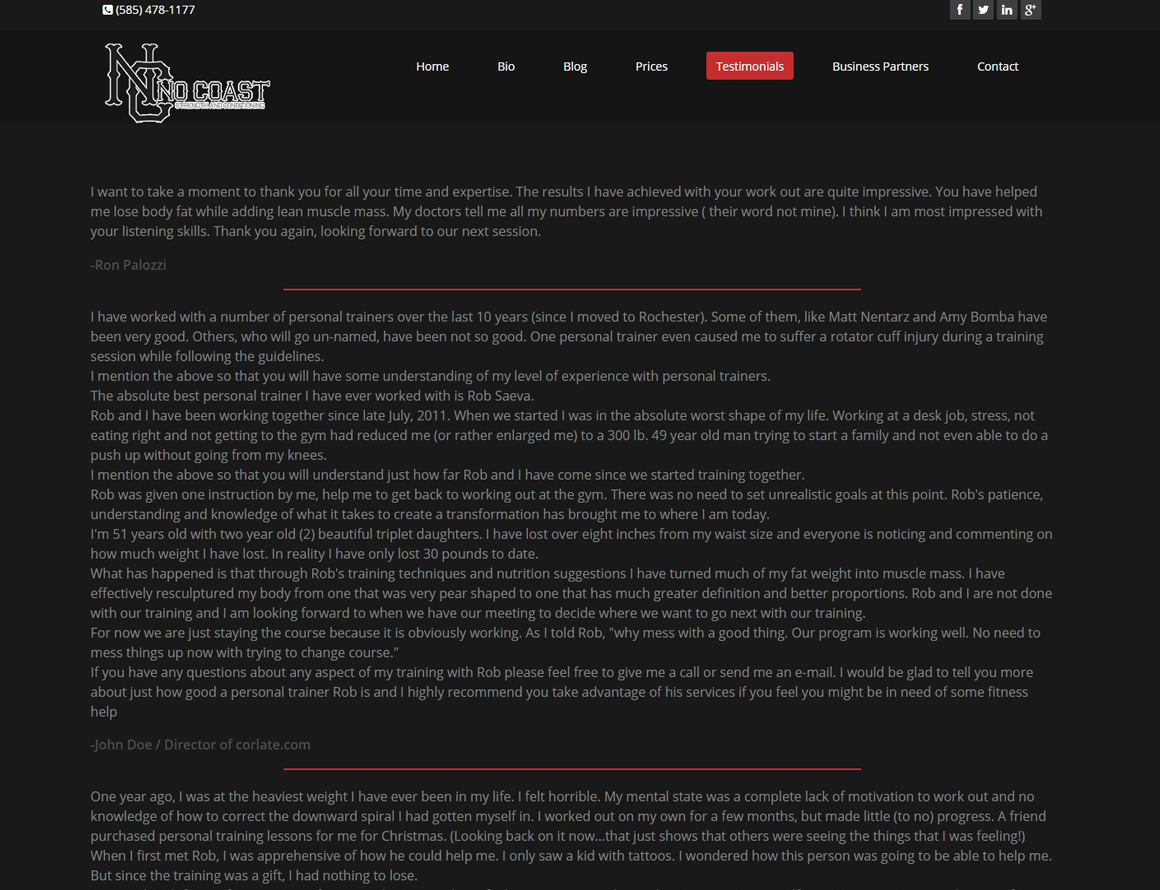 (585) 478-1177
NC NO COAST
STRENGTH AND CONDITIONING
Home Bio Blog Prices Testimonials Business Partners Contact
I want to take a moment to thank you for all your time and expertise. The results I have achieved with your work out are quite impressive. You have helped
me lose body fat while adding lean muscle mass. My doctors tell me all my numbers are impressive ( their word not mine). I think I am most impressed with
your listening skills. Thank you again, looking forward to our next session.
-Ron Palozzi
I have worked with a number of personal trainers over the last 10 years (since I moved to Rochester). Some of them, like Matt Nentarz and Amy Bomba have
been very good. Others, who will go un-named, have been not so good. One personal trainer even caused me to suffer a rotator cuff injury during a training
session while following the guidelines.
I mention the above so that you will have some understanding of my level of experience with personal trainers.
The absolute best personal trainer I have ever worked with is Rob Saeva.
Rob and I have been working together since late July, 2011. When we started I was in the absolute worst shape of my life. Working at a desk job, stress, not
eating right and not getting to the gym had reduced me (or rather enlarged me) to a 300 lb. 49 year old man trying to start a family and not even able to do a
push up without going from my knees.
I mention the above so that you will understand just how far Rob and I have come since we started training together.
Rob was given one instruction by me, help me to get back to working out at the gym. There was no need to set unrealistic goals at this point. Rob's patience,
understanding and knowledge of what it takes to create a transformation has brought me to where I am today.
I'm 51 years old with two year old (2) beautiful triplet daughters. I have lost over eight inches from my waist size and everyone is noticing and commenting on
how much weight I have lost. In reality I have only lost 30 pounds to date.
What has happened is that through Rob's training techniques and nutrition suggestions I have turned much of my fat weight into muscle mass. I have
effectively resculptured my body from one that was very pear shaped to one that has much greater definition and better proportions. Rob and I are not done
with our training and I am looking forward to when we have our meeting to decide where we want to go next with our training.
For now we are just staying the course because it is obviously working. As I told Rob, "why mess with a good thing. Our program is working well. No need to
mess things up now with trying to change course."
If you have any questions about any aspect of my training with Rob please feel free to give me a call or send me an e-mail. I would be glad to tell you more
about just how good a personal trainer Rob is and I highly recommend you take advantage of his services if you feel you might be in need of some fitness
help
-John Doe / Director of corlate.com
One year ago, I was at the heaviest weight I have ever been in my life. I felt horrible. My mental state was a complete lack of motivation to work out and no
knowledge of how to correct the downward spiral I had gotten myself in. I worked out on my own for a few months, but made little (to no) progress. A friend
purchased personal training lessons for me for Christmas. (Looking back on it now...that just shows that others were seeing the things that I was feeling!)
When I first met Rob, I was apprehensive of how he could help me. I only saw a kid with tattoos. I wondered how this person was going to be able to help me.
But since the training was a gift, I had nothing to lose.